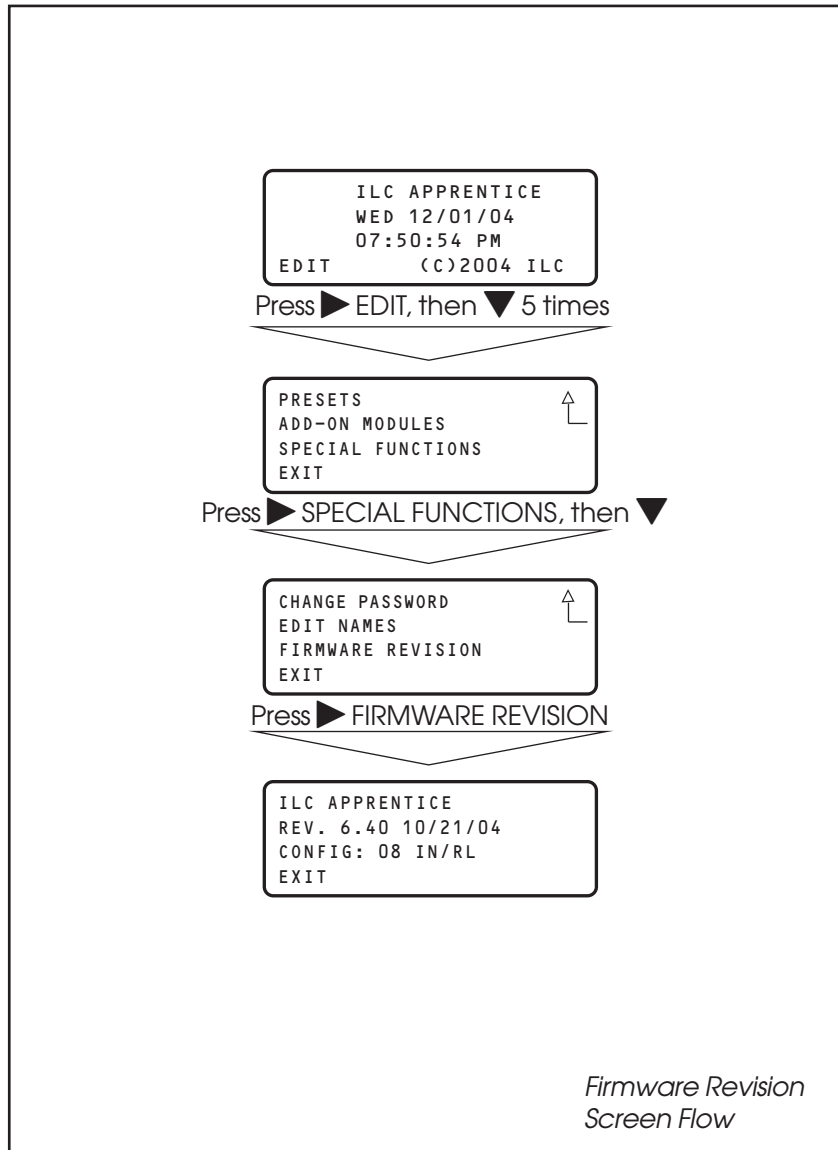 ILC APPRENTICE
WED 12/01/04
07:50:54 PM
EDIT (C)2004 ILC
Press ▶ EDIT, then ▼ 5 times
PRESETS
ADD-ON MODULES
SPECIAL FUNCTIONS
EXIT
Press ▶ SPECIAL FUNCTIONS, then ▼
CHANGE PASSWORD
EDIT NAMES
FIRMWARE REVISION
EXIT
Press ▶ FIRMWARE REVISION
ILC APPRENTICE
REV. 6.40 10/21/04
CONFIG: 08 IN/RL
EXIT
Firmware Revision
Screen Flow